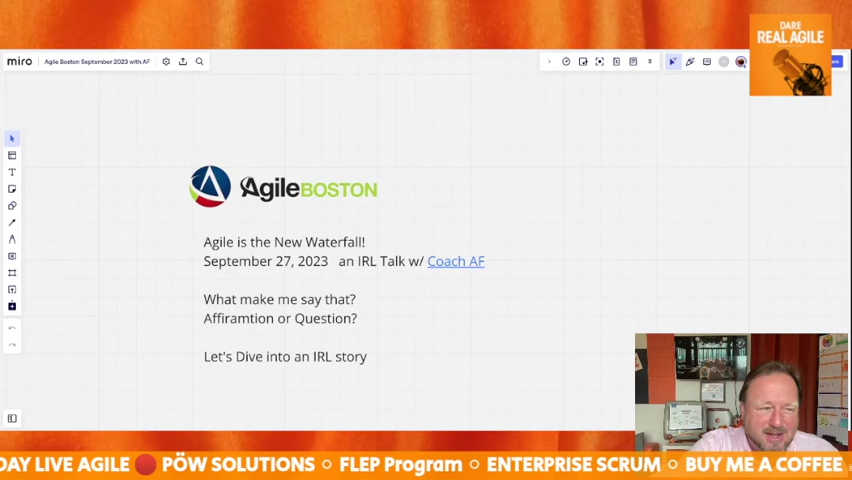 DARE
REAL AGILE
miro
Agile Boston September 2023 with AF
AgileBOSTON
Agile is the New Waterfall!
September 27, 2023 an IRL Talk w/ Coach AF
What make me say that?
Affiramtion or Question?
Let's Dive into an IRL story
DAY LIVE AGILE 🔴 PÖW SOLUTIONS ○ FLEP Program ○ ENTERPRISE SCRUM ○ BUY ME A COFFEE